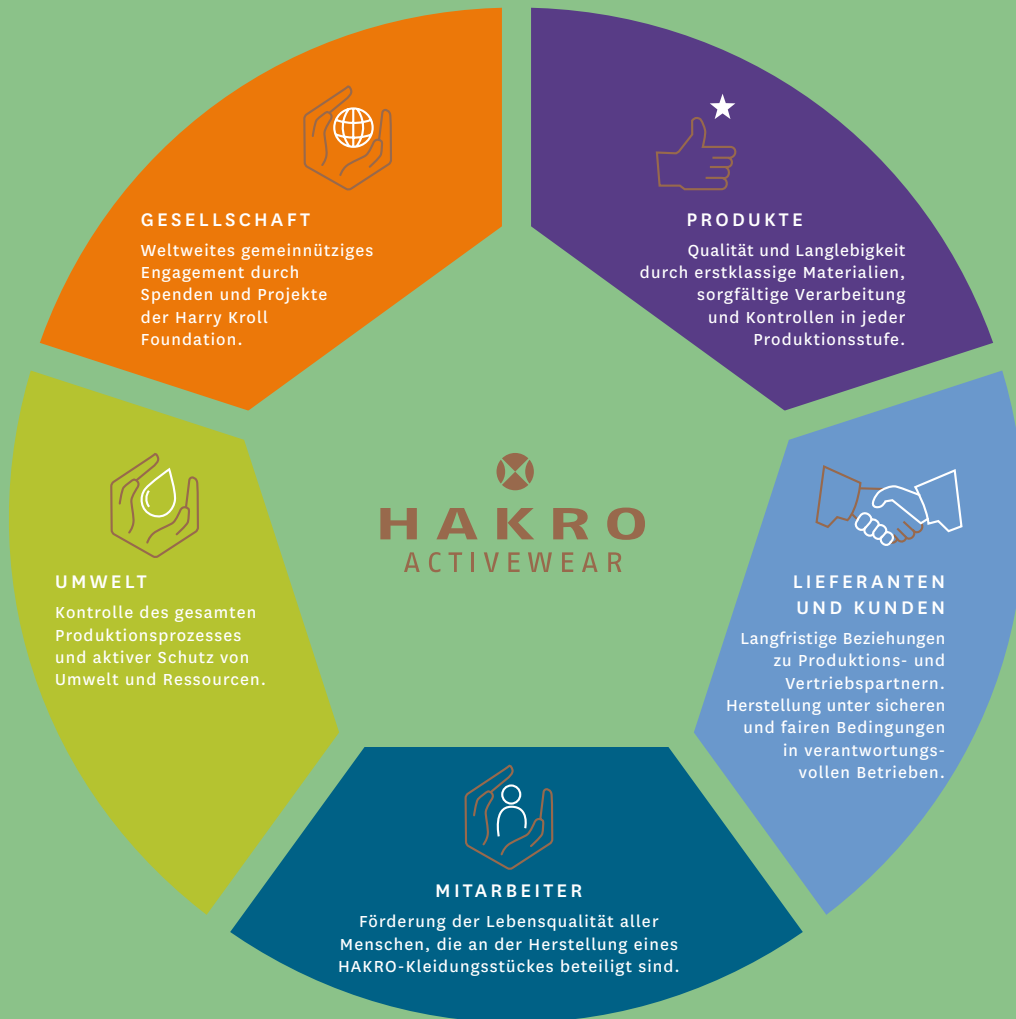 GESELLSCHAFT
Weltweites gemeinnütziges
Engagement durch
Spenden und Projekte
der Harry Kroll
Foundation.
PRODUKTE
Qualität und Langlebigkeit
durch erstklassige Materialien,
sorgfältige Verarbeitung
und Kontrollen in jeder
Produktionsstufe.
HAKRO
ACTIVEWEAR
UMWELT
Kontrolle des gesamten
Produktionsprozesses
und aktiver Schutz von
Umwelt und Ressourcen.
LIEFERANTEN
UND KUNDEN
Langfristige Beziehungen
zu Produktions- und
Vertriebspartnern.
Herstellung unter sicheren
und fairen Bedingungen
in verantwortungs-
vollen Betrieben.
MITARBEITER
Förderung der Lebensqualität aller
Menschen, die an der Herstellung eines
HAKRO-Kleidungsstückes beteiligt sind.